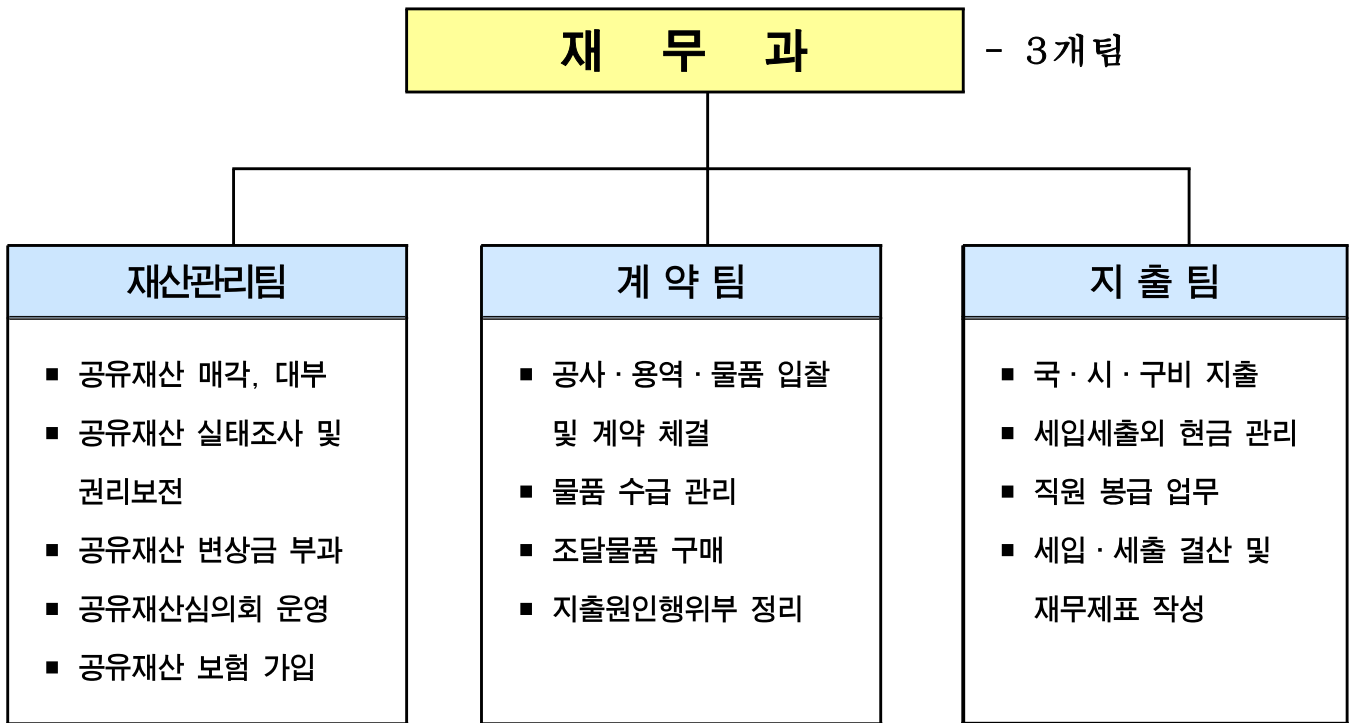 재 무 과
- 3개팀
재산관리팀
▪ 공유재산 매각, 대부
▪ 공유재산 실태조사 및
권리보전
▪ 공유재산 변상금 부과
▪ 공유재산심의회 운영
▪ 공유재산 보험 가입
계 약 팀
▪ 공사·용역·물품 입찰
및 계약 체결
▪ 물품 수급 관리
▪ 조달물품 구매
▪ 지출원인행위부 정리
지 출 팀
▪ 국·시·구비 지출
▪ 세입세출외 현금 관리
▪ 직원 봉급 업무
▪ 세입·세출 결산 및
재무제표 작성